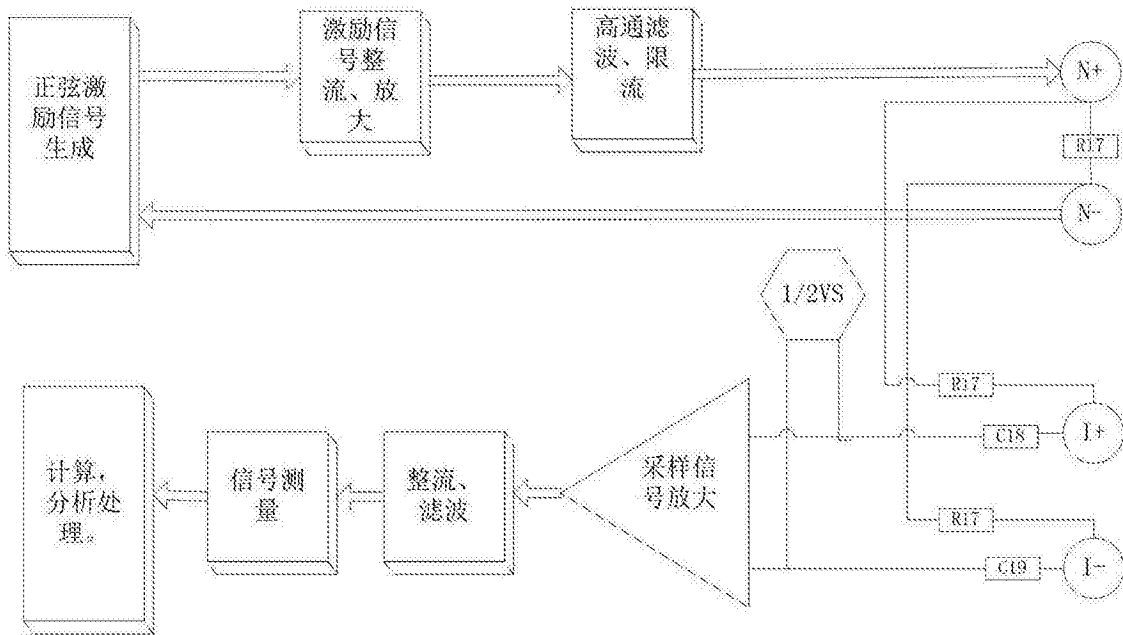 正弦激
励信号
生成
激励信
号整
流、放
大
高通滤
波、限
流
N+
R17
N-
1/2VS
R17
C18
I+
R17
C19
I-
采样信
号放大
整流、
滤波
信号测
量
计算，
分析处
理。